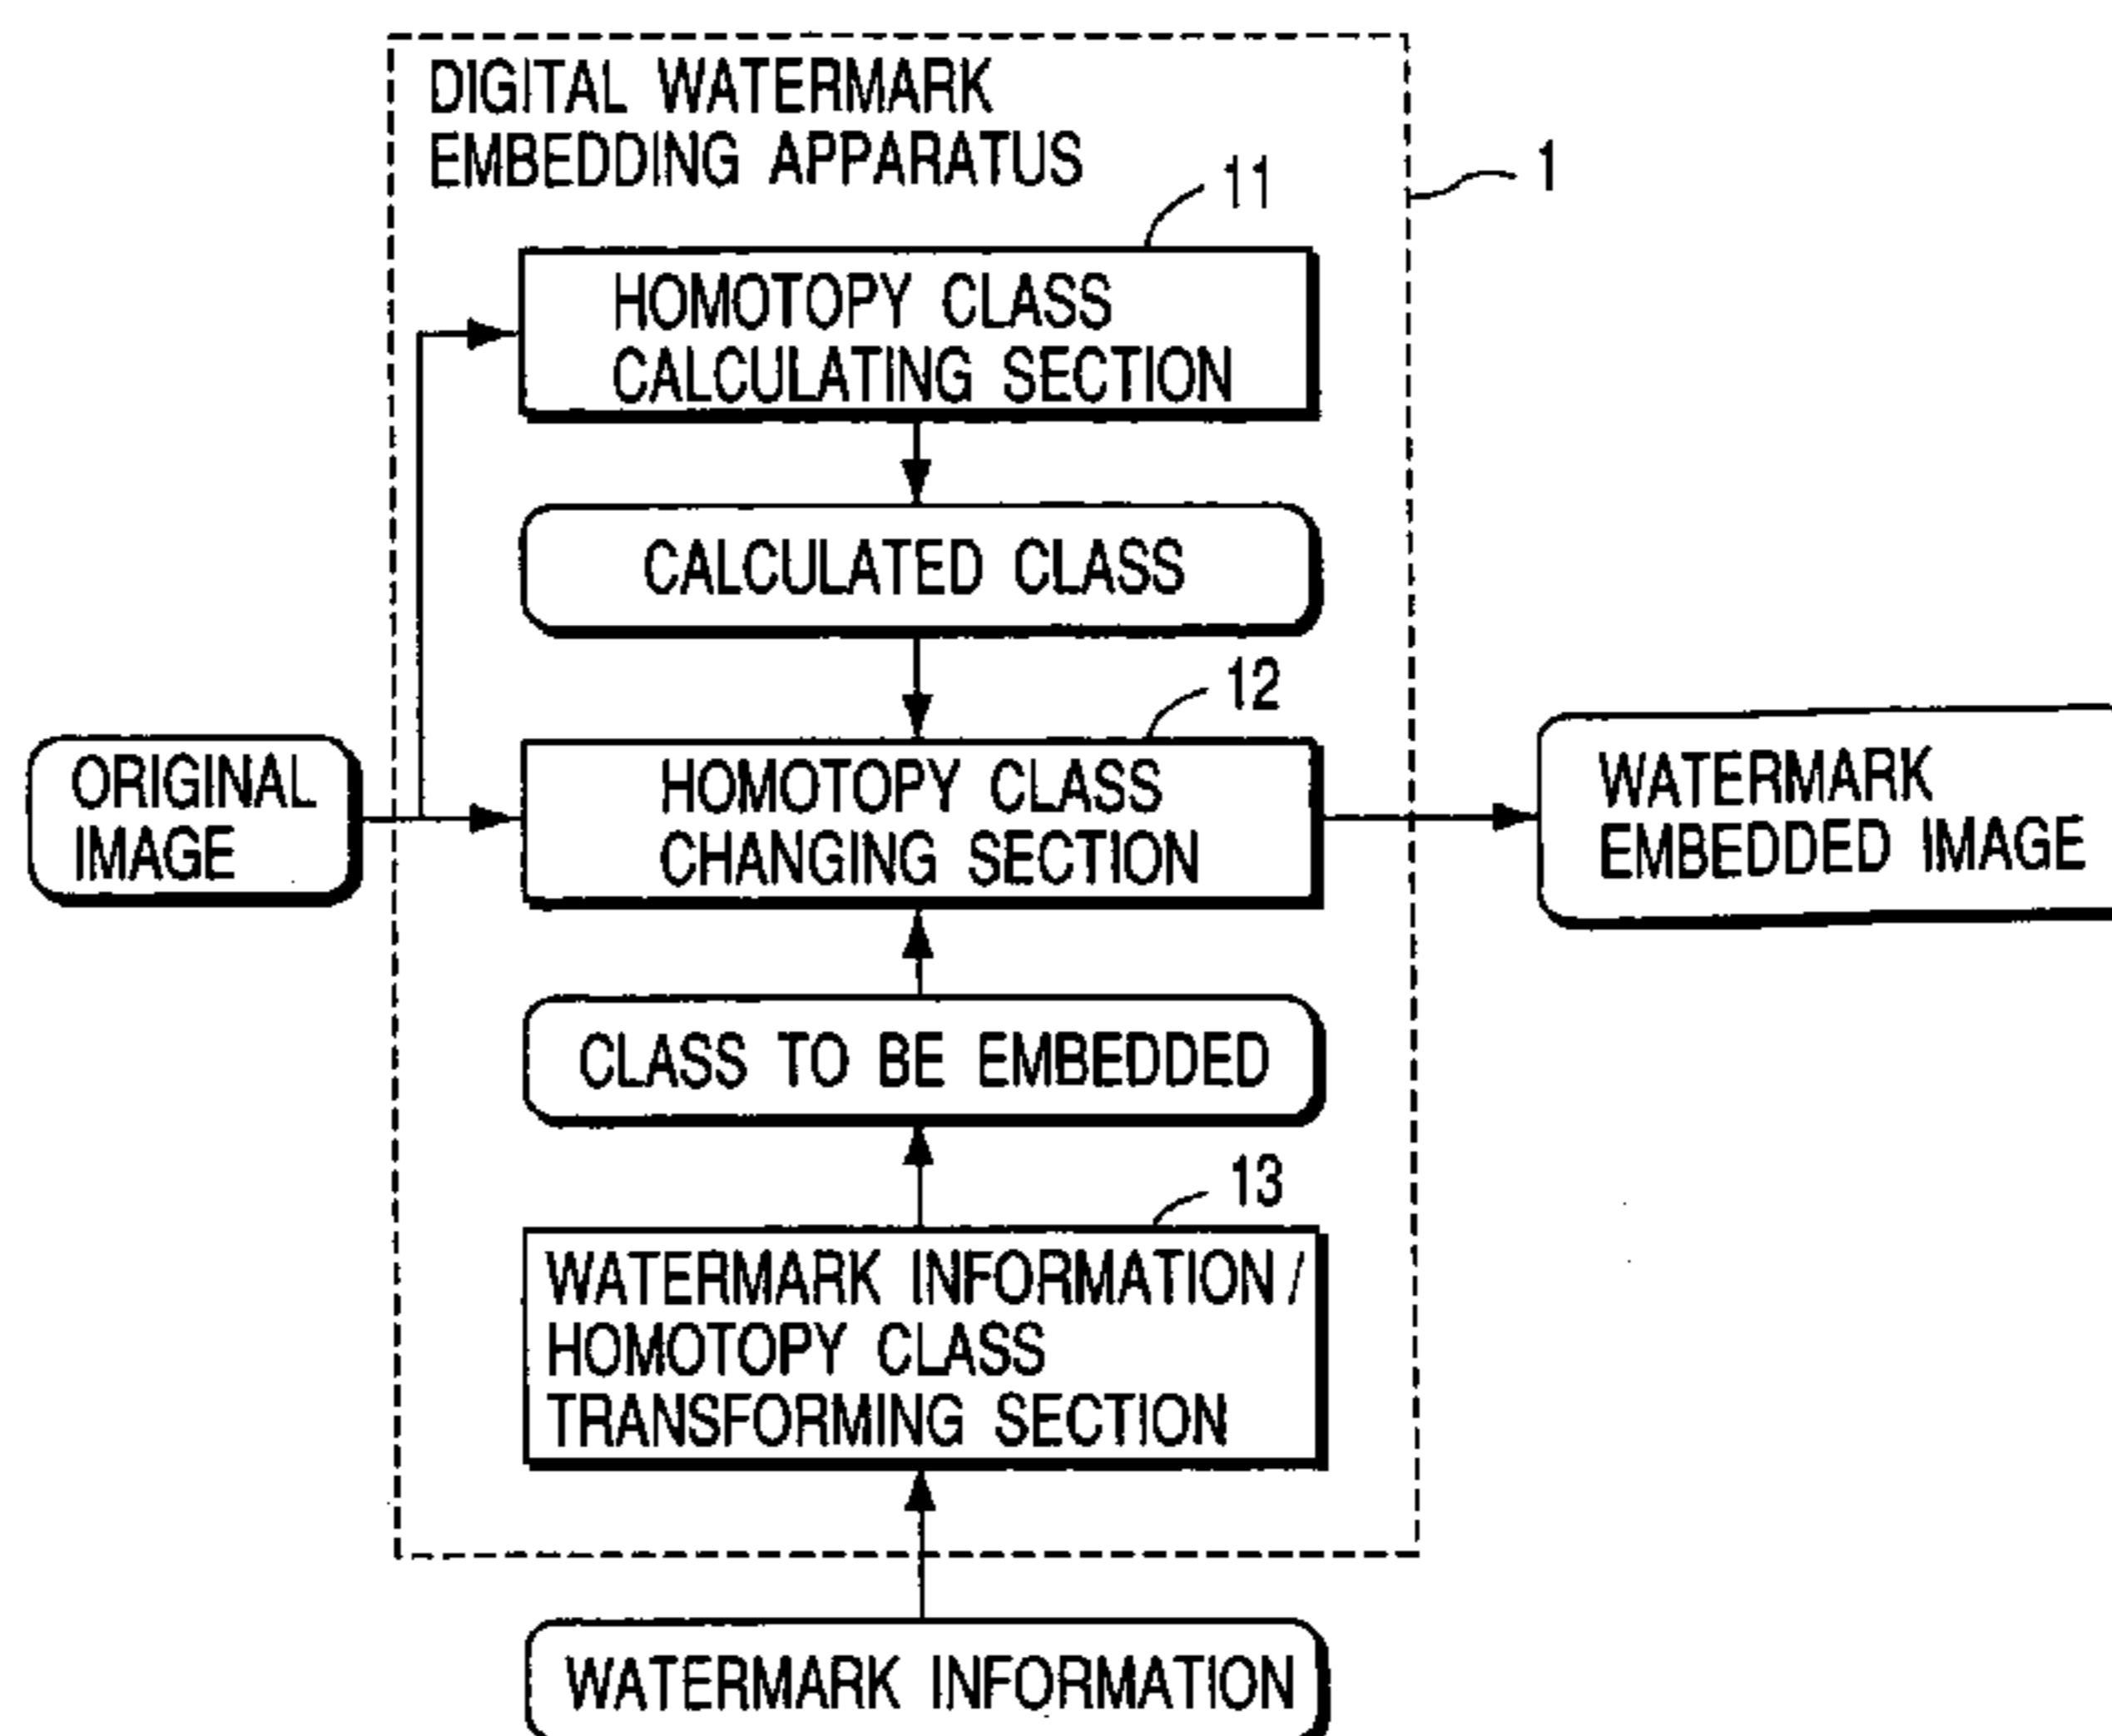 DIGITAL WATERMARK
EMBEDDING APPARATUS
1
11
HOMOTOPY CLASS
CALCULATING SECTION
CALCULATED CLASS
12
ORIGINAL
IMAGE
HOMOTOPY CLASS
CHANGING SECTION
WATERMARK
EMBEDDED IMAGE
CLASS TO BE EMBEDDED
13
WATERMARK INFORMATION/
HOMOTOPY CLASS
TRANSFORMING SECTION
WATERMARK INFORMATION